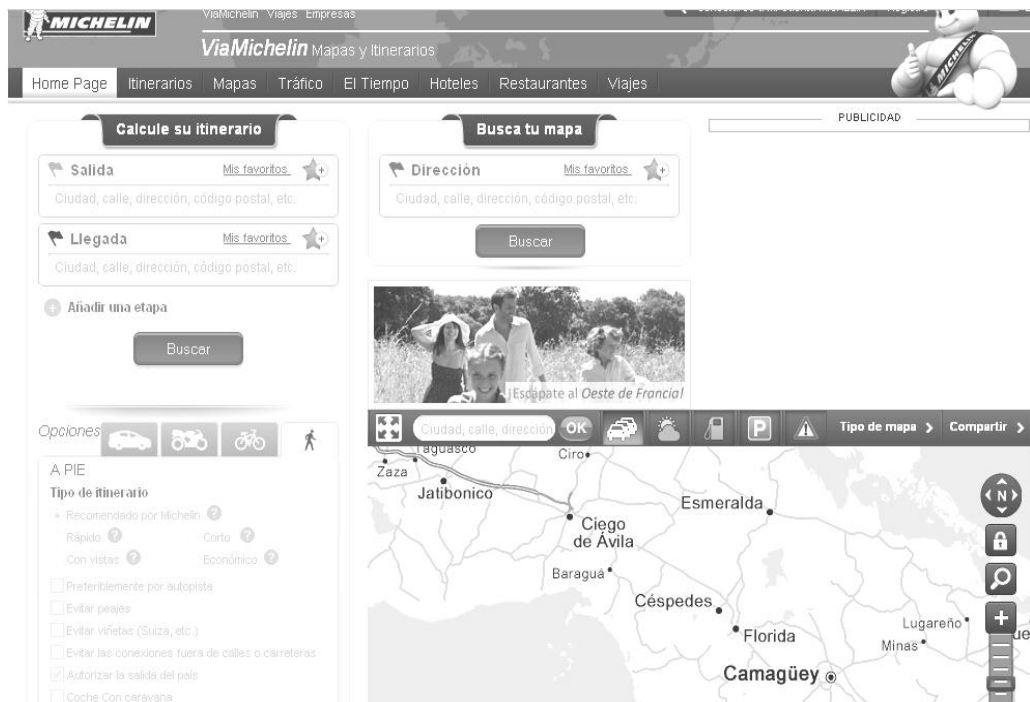 MICHELIN
ViaMichelin Viajes Empresas
ViaMichelin Mapas y Itinerarios
MICHELIN
Home Page Itinerarios Mapas Tráfico El Tiempo Hoteles Restaurantes Viajes
PUBLICIDAD
Calcule su itinerario
Salida Mis favoritos
Ciudad, calle, dirección, código postal, etc.
Llegada Mis favoritos
Ciudad, calle, dirección, código postal, etc.
Añadir una etapa
Buscar
Busca tu mapa
Dirección Mis favoritos
Ciudad, calle, dirección, código postal, etc.
Buscar
¡Escápate al Oeste de Francia!
Opciones
A PIE
Tipo de itinerario
Recomendado por Michelin ?
Rápido ? Corto ?
Con vistas ? Económico ?
Preteriblemente por autopista
Evitar peajes
Evitar viñetas (Suiza, etc.)
Evitar las conexiones fuera de calles o carreteras
Autorizar la salida del país
Coche Con caravana
Ciudad, calle, dirección OK P Tipo de mapa Compartir
Taguasco
Ciro
Zaza
Jatibonico
Esmeralda
N
Ciego
de Ávila
Baraguá
Céspedes
Lugareño
Florida
Minas
Camagüey